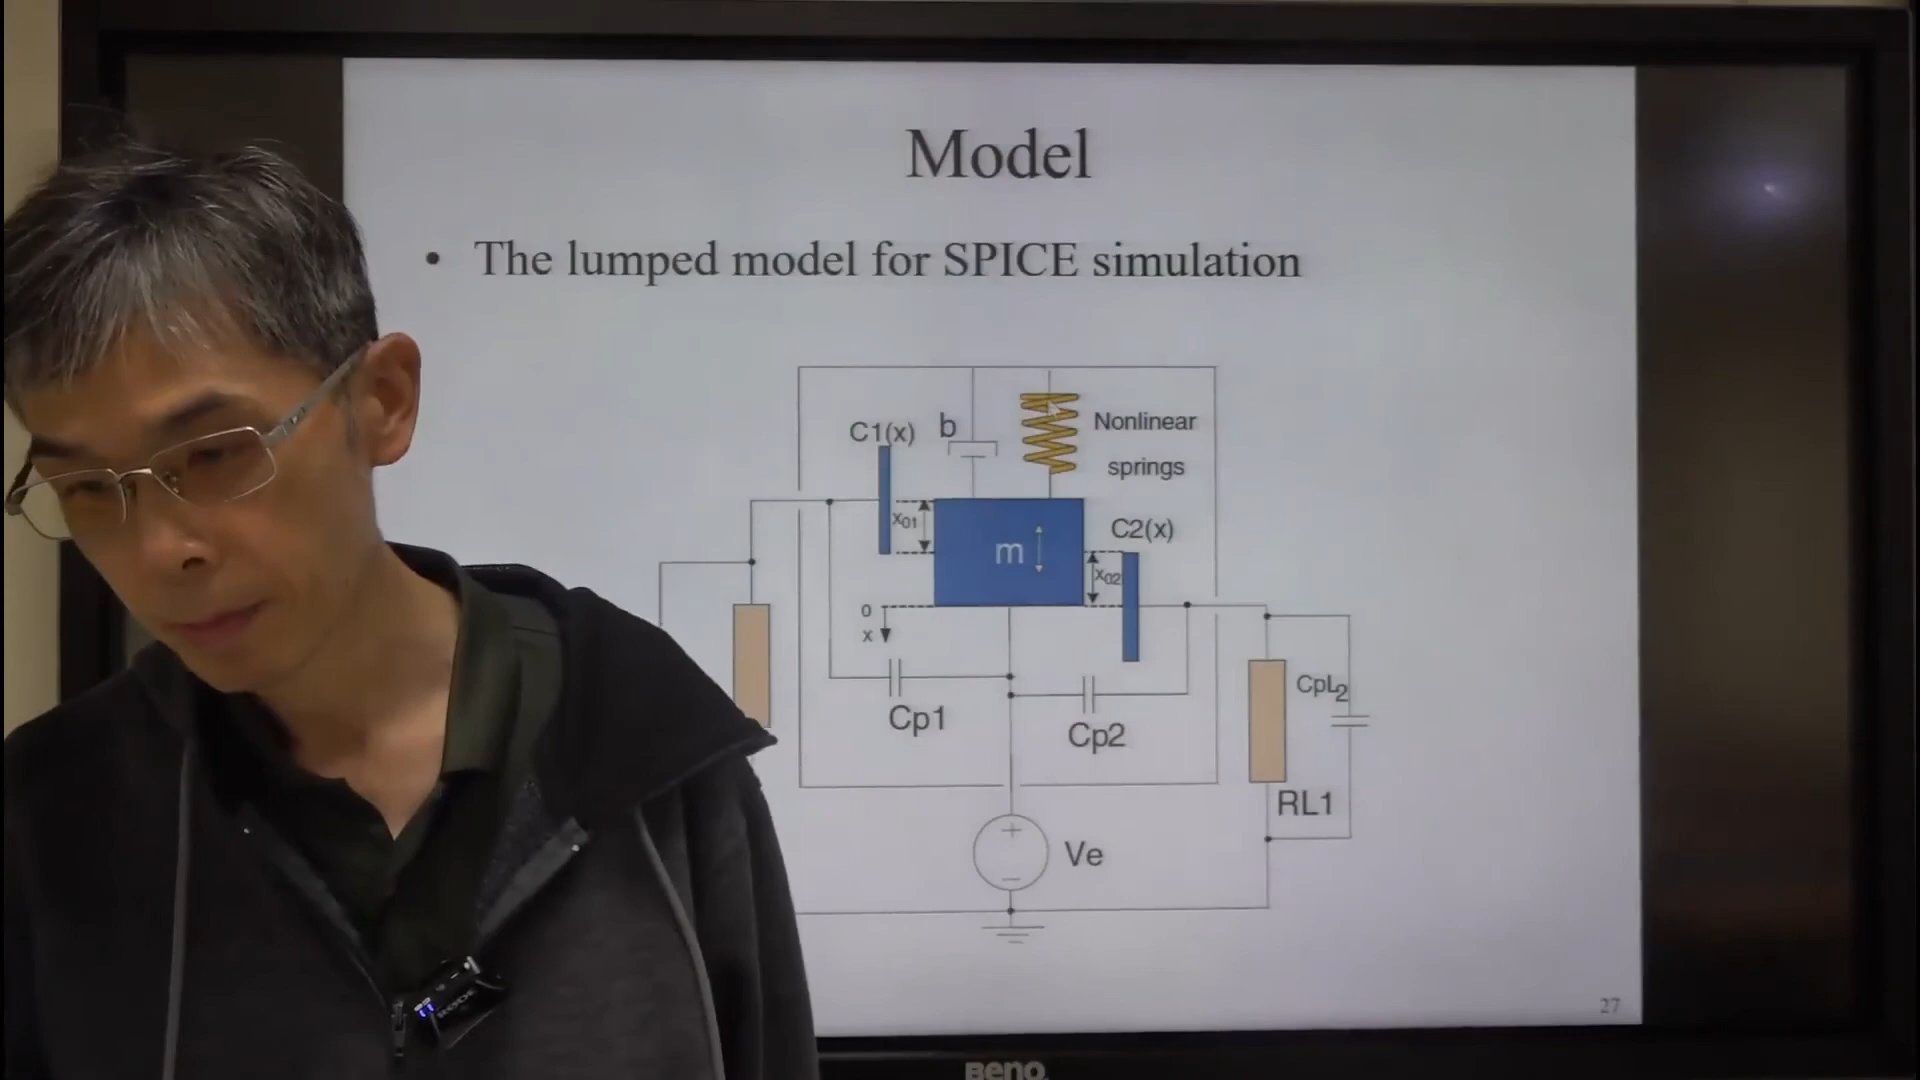 Model
• The lumped model for SPICE simulation
C1(x)
b
Nonlinear
springs
x01
m
C2(x)
x02
0
x
Cp1
Cp2
CpL2
RL1
+
Ve
−
27
BenQ
RODE